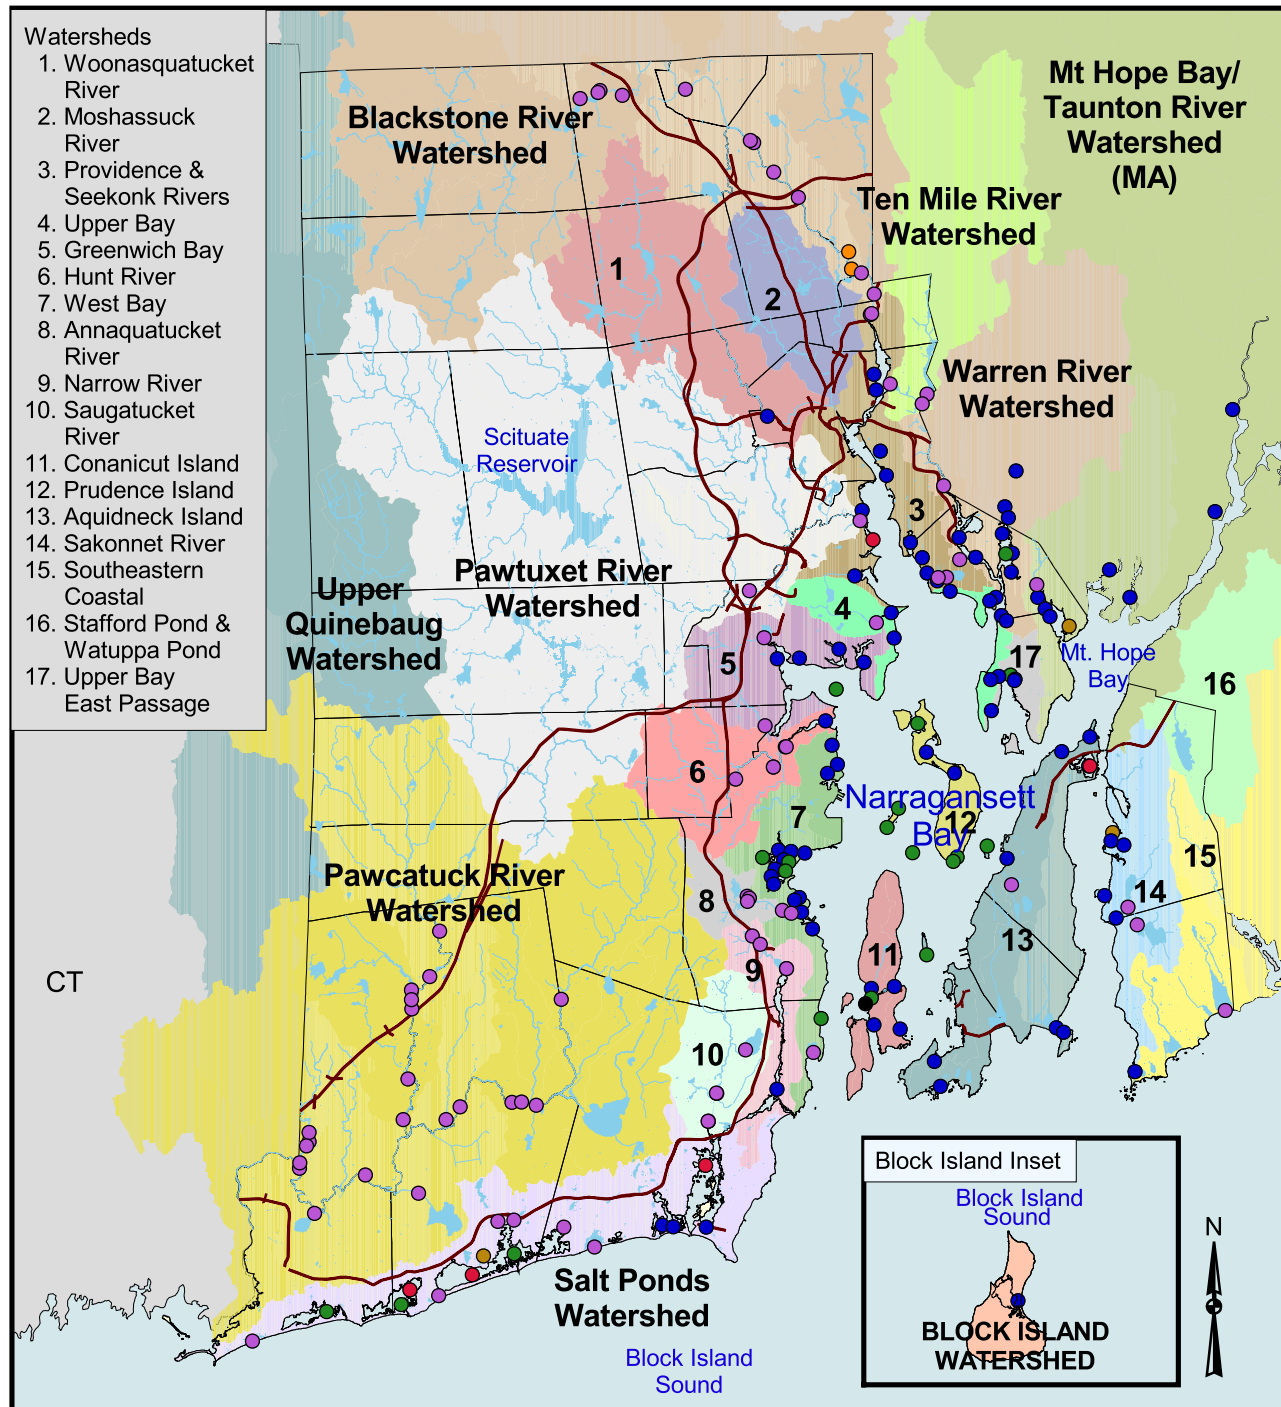 Watersheds
1. Woonasquatucket
River
2. Moshassuck
River
3. Providence &
Seekonk Rivers
4. Upper Bay
5. Greenwich Bay
6. Hunt River
7. West Bay
8. Annaquatucket
River
9. Narrow River
10. Saugatucket
River
11. Conanicut Island
12. Prudence Island
13. Aquidneck Island
14. Sakonnet River
15. Southeastern
Coastal
16. Stafford Pond &
Watuppa Pond
17. Upper Bay
East Passage
Mt Hope Bay/
Taunton River
Watershed
(MA)
Blackstone River
Watershed
Ten Mile River
Watershed
1
2
Warren River
Watershed
Scituate
Reservoir
3
Pawtuxet River
Watershed
Upper
Quinebaug
Watershed
4
5
17
Mt. Hope
Bay
16
6
7
Narragansett
Bay
12
15
Pawcatuck River
Watershed
8
14
13
11
9
CT
10
Block Island Inset
Block Island
Sound
BLOCK ISLAND
WATERSHED
N
Salt Ponds
Watershed
Block Island
Sound